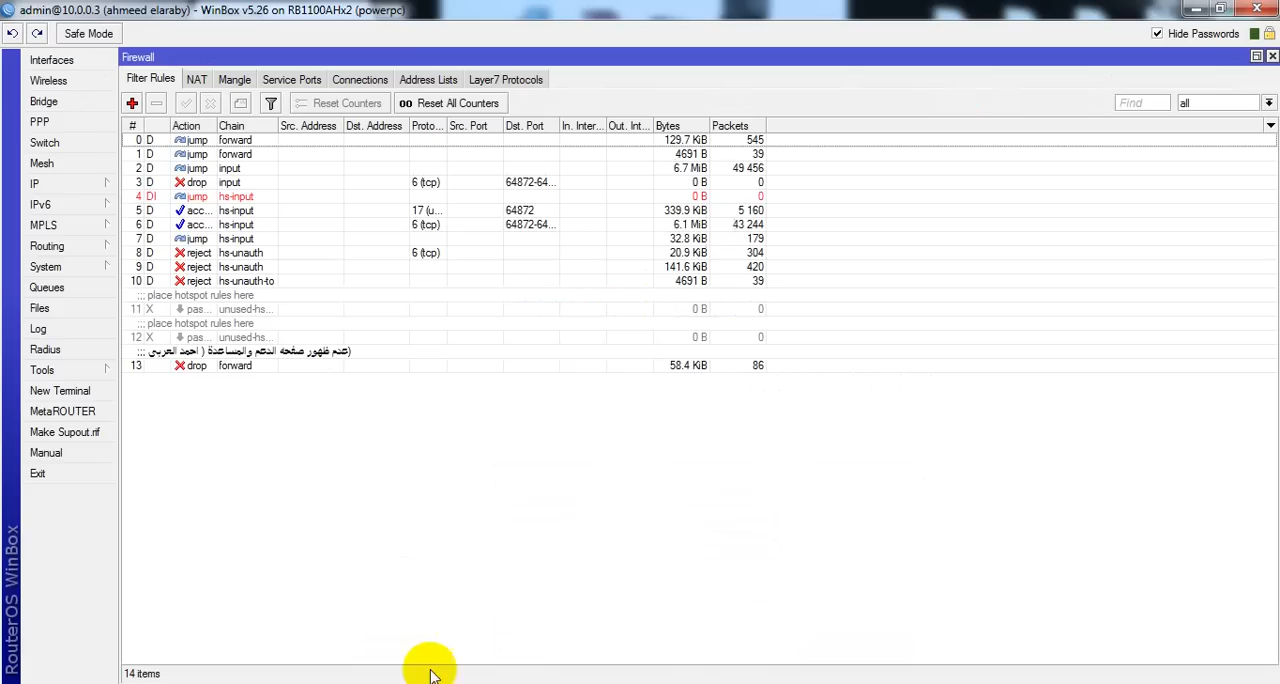 admin@10.0.0.3 (ahmeed elaraby) - WinBox v5.26 on RB1100AHx2 (powerpc)
Safe Mode
Hide Passwords
Interfaces
Wireless
Bridge
PPP
Switch
Mesh
IP
IPv6
MPLS
Routing
System
Queues
Files
Log
Radius
Tools
New Terminal
MetaROUTER
Make Supout.rif
Manual
Exit
RouterOS WinBox
Firewall
Filter Rules NAT Mangle Service Ports Connections Address Lists Layer7 Protocols
Reset Counters 00 Reset All Counters Find all
# Action Chain Src. Address Dst. Address Proto... Src. Port Dst. Port In. Inter... Out. Int... Bytes Packets
0 D jump forward 129.7 KiB 545
1 D jump forward 4691 B 39
2 D jump input 6.7 MiB 49 456
3 D drop input 6 (tcp) 64872-64... 0 B 0
4 DI jump hs-input 0 B 0
5 D acc... hs-input 17 (u... 64872 339.9 KiB 5 160
6 D acc... hs-input 6 (tcp) 64872-64... 6.1 MiB 43 244
7 D jump hs-input 32.8 KiB 179
8 D reject hs-unauth 6 (tcp) 20.9 KiB 304
9 D reject hs-unauth 141.6 KiB 420
10 D reject hs-unauth-to 4691 B 39
;;; place hotspot rules here
11 X pas... unused-hs... 0 B 0
;;; place hotspot rules here
12 X pas... unused-hs... 0 B 0
;;; عدم ظهور صفحه الدعم والمساعدة ( احمد العربى)
13 drop forward 58.4 KiB 86
14 items